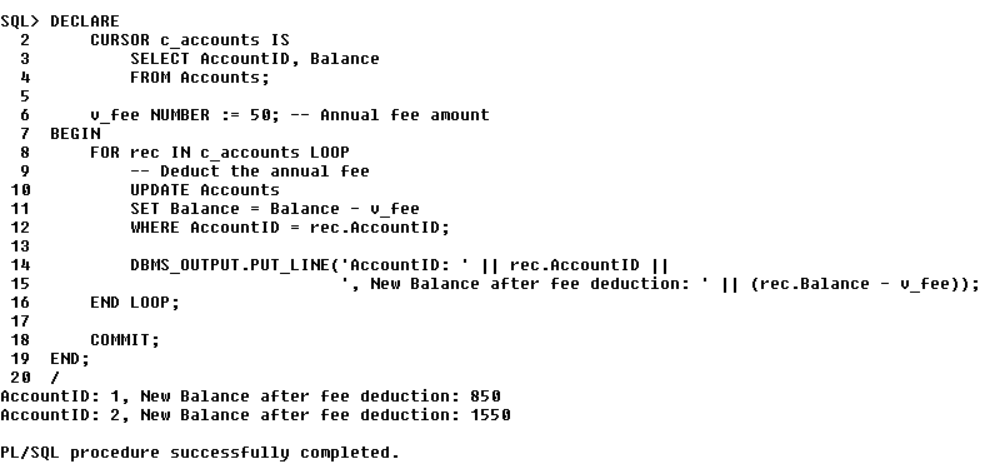 SQL> DECLARE
  2      CURSOR c_accounts IS
  3          SELECT AccountID, Balance
  4          FROM Accounts;
  5
  6      v_fee NUMBER := 50; -- Annual fee amount
  7  BEGIN
  8      FOR rec IN c_accounts LOOP
  9          -- Deduct the annual fee
 10          UPDATE Accounts
 11          SET Balance = Balance - v_fee
 12          WHERE AccountID = rec.AccountID;
 13
 14          DBMS_OUTPUT.PUT_LINE('AccountID: ' || rec.AccountID ||
 15                               ', New Balance after fee deduction: ' || (rec.Balance - v_fee));
 16      END LOOP;
 17
 18      COMMIT;
 19  END;
 20  /
AccountID: 1, New Balance after fee deduction: 850
AccountID: 2, New Balance after fee deduction: 1550

PL/SQL procedure successfully completed.